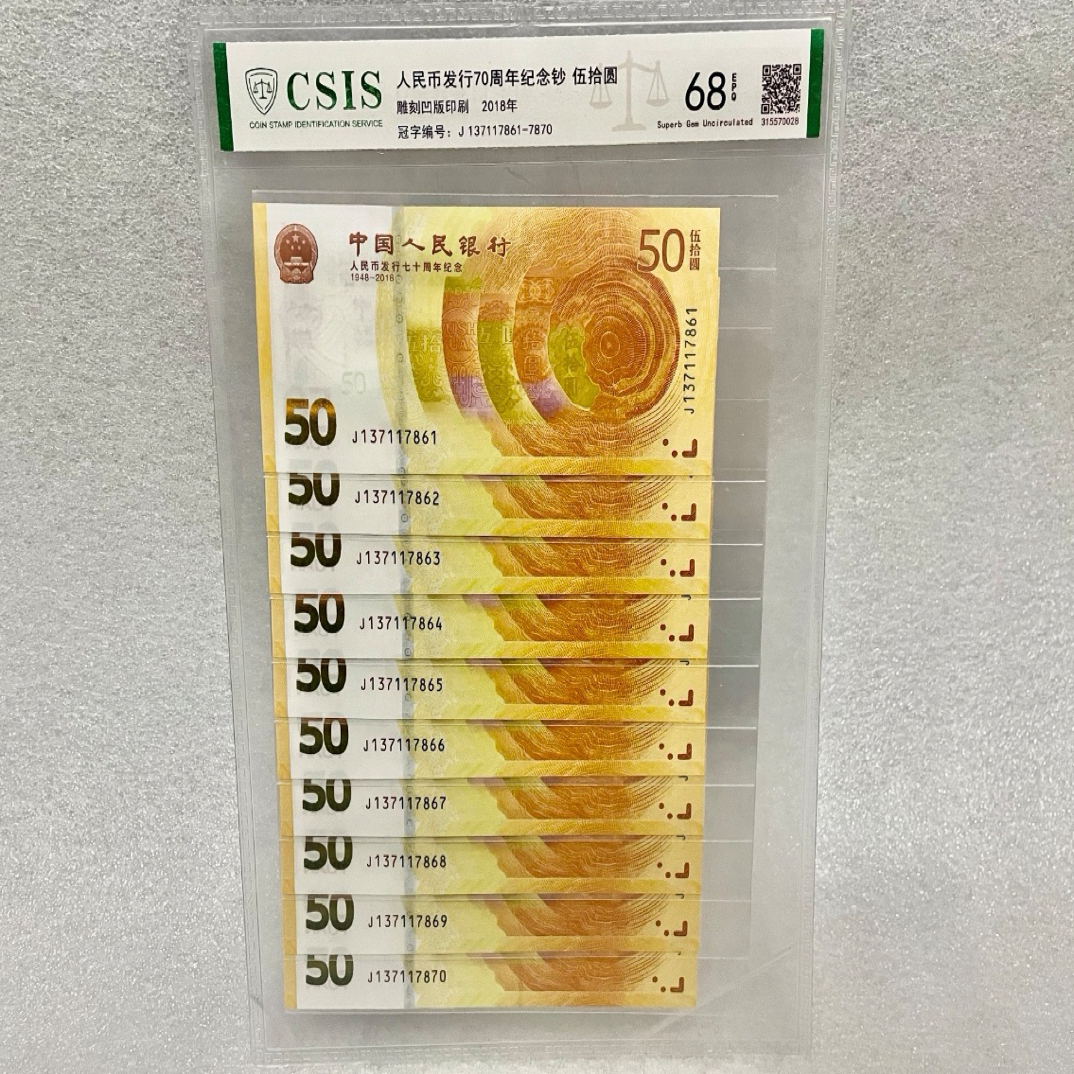 CSIS
COIN STAMP IDENTIFICATION SERVICE
人民币发行70周年纪念钞 伍拾圆
雕刻凹版印刷 2018年
冠字编号：J 137117861-7870
68 EPQ
Superb Gem Uncirculated
315570028
中国人民银行
人民币发行七十周年纪念
1948-2018
50 伍拾圆
J137117861
50 J137117861
50 J137117862
50 J137117863
50 J137117864
50 J137117865
50 J137117866
50 J137117867
50 J137117868
50 J137117869
50 J137117870